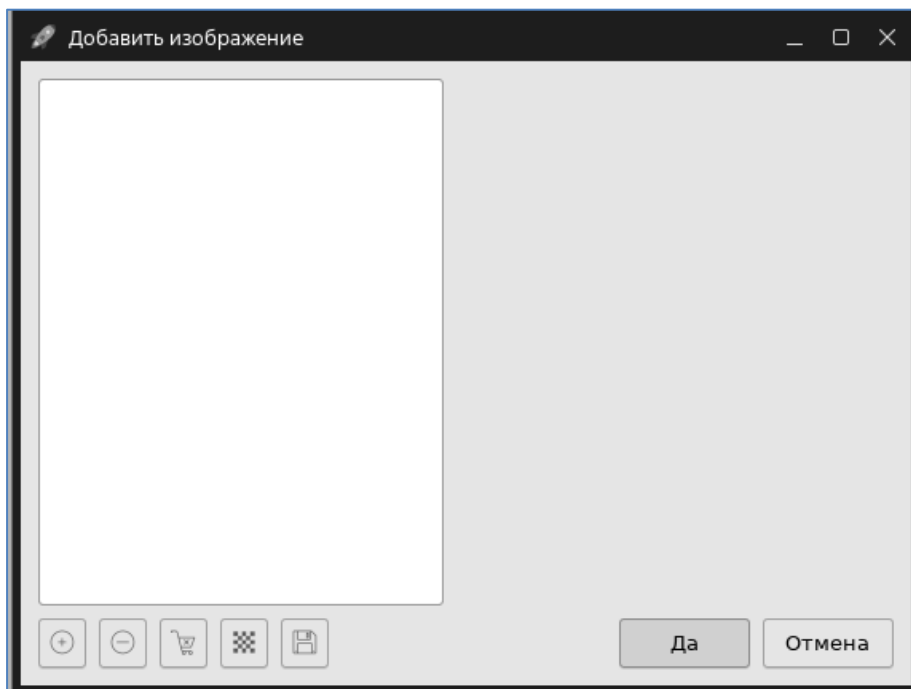 Добавить изображение
Да
Отмена